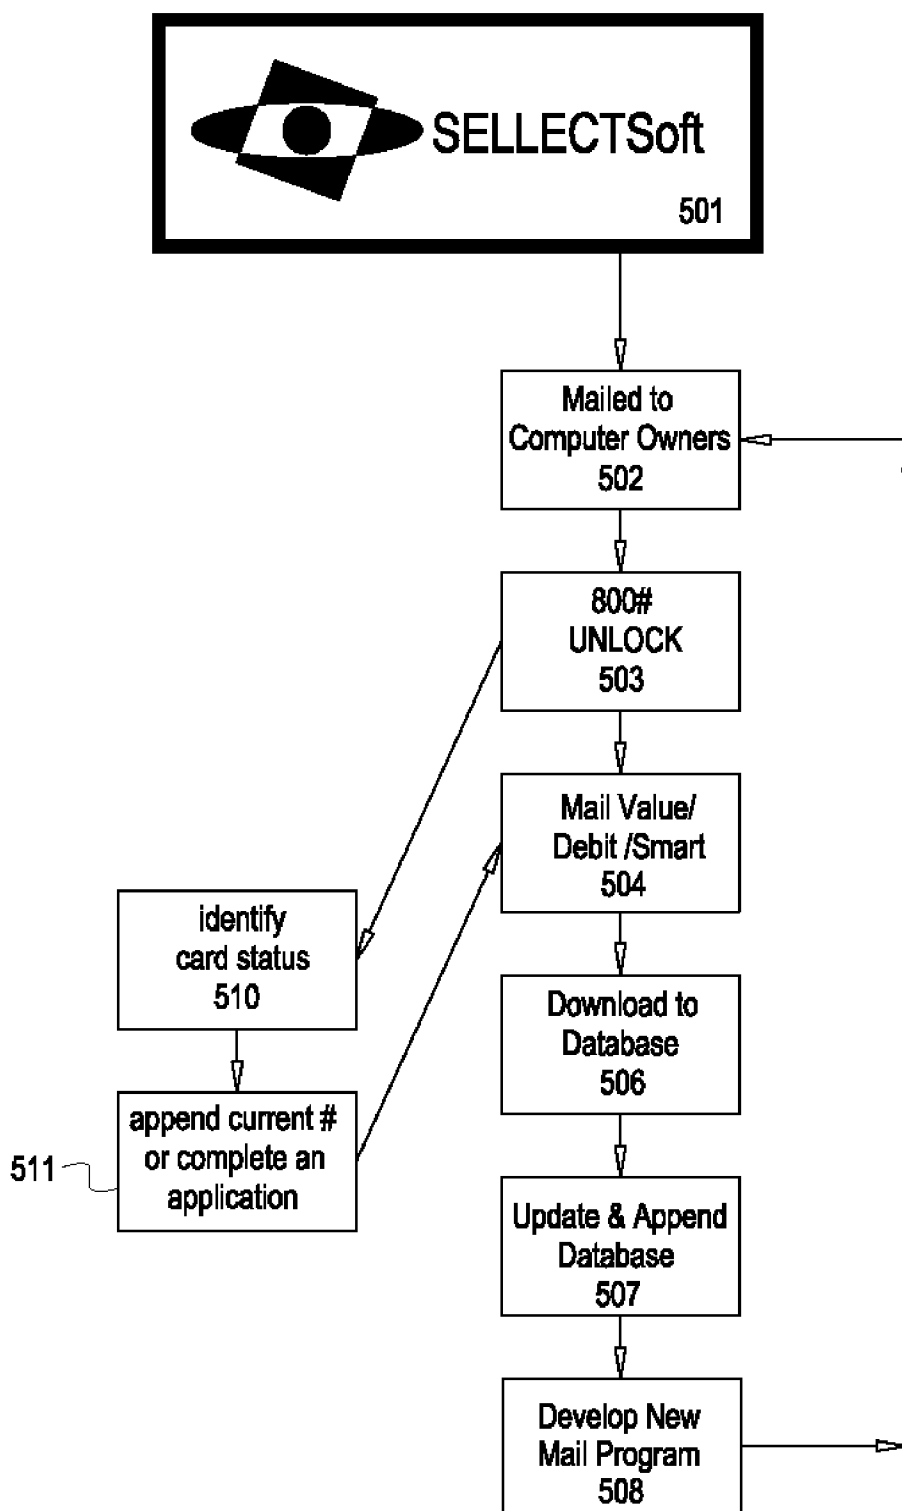 SELLECTSoft
501
Mailed to
Computer Owners
502
800#
UNLOCK
503
Mail Value/
Debit /Smart
504
identify
card status
510
Download to
Database
506
append current #
or complete an
application
511
Update & Append
Database
507
Develop New
Mail Program
508